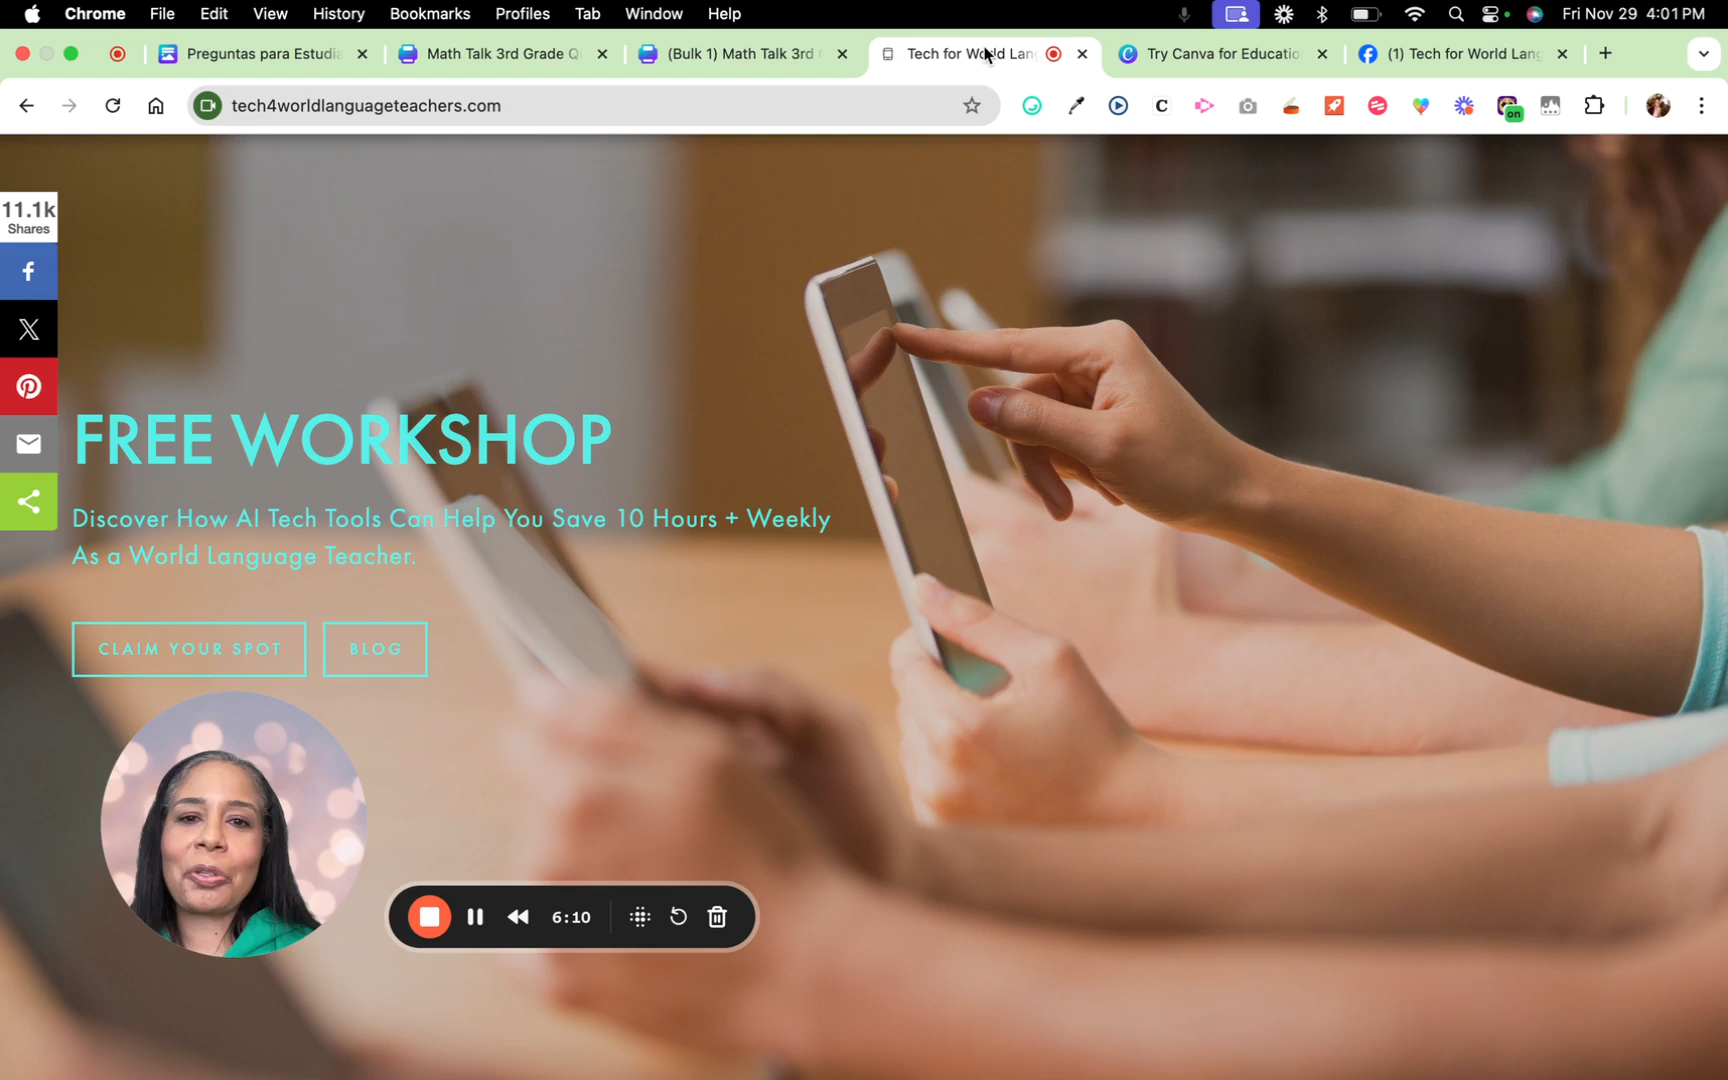 Chrome File Edit View History Bookmarks Profiles Tab Window Help Fri Nov 29 4:01 PM
Preguntas para Estudia Math Talk 3rd Grade Q (Bulk 1) Math Talk 3rd Tech for World Lan Try Canva for Educatio (1) Tech for World Lang
tech4worldlanguageteachers.com
on
11.1k
Shares
FREE WORKSHOP
Discover How AI Tech Tools Can Help You Save 10 Hours + Weekly
As a World Language Teacher.
CLAIM YOUR SPOT BLOG
6:10